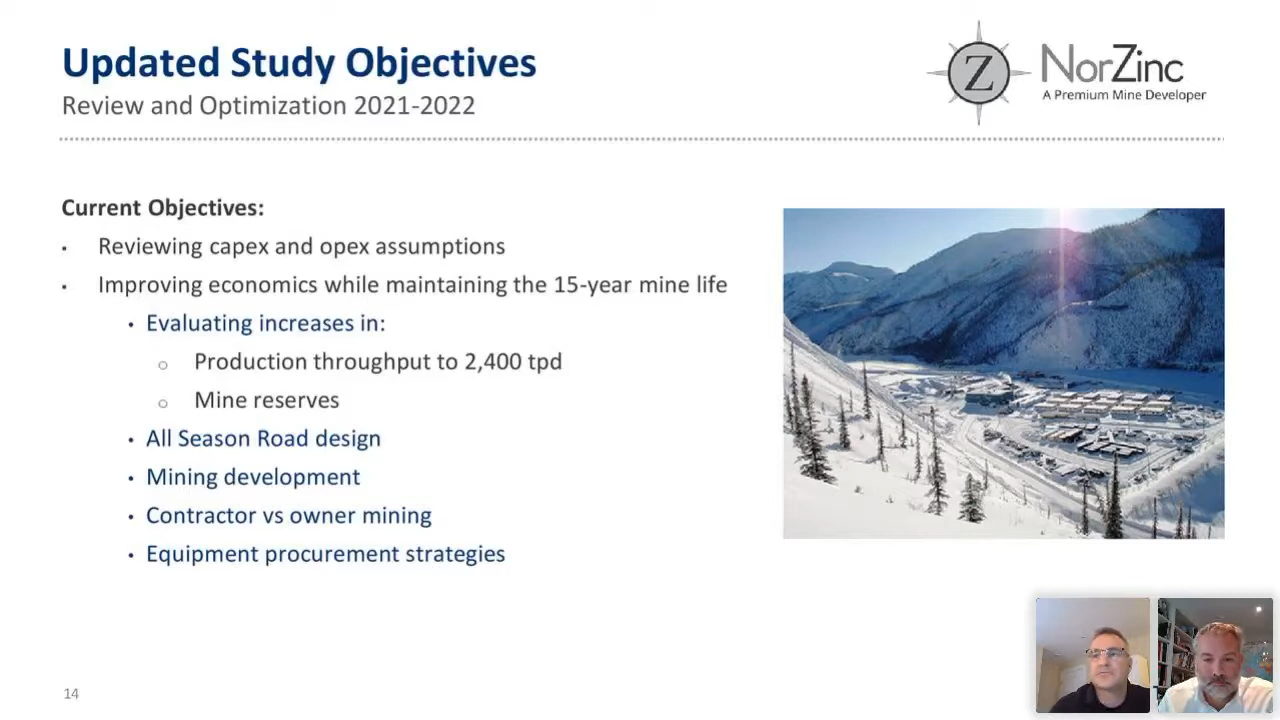 Updated Study Objectives
Review and Optimization 2021-2022
Z
NorZinc
A Premium Mine Developer
Current Objectives:
▪ Reviewing capex and opex assumptions
▪ Improving economics while maintaining the 15-year mine life
• Evaluating increases in:
o Production throughput to 2,400 tpd
o Mine reserves
• All Season Road design
• Mining development
• Contractor vs owner mining
• Equipment procurement strategies
14